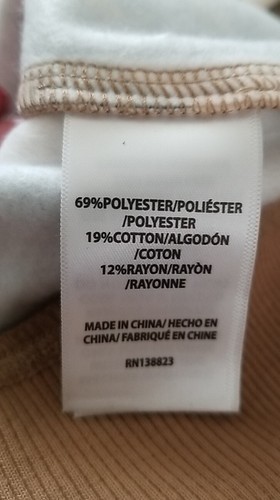 69%POLYESTER/POLIÉSTER
/POLYESTER
19%COTTON/ALGODÓN
/COTON
12%RAYON/RAYÒN
/RAYONNE
MADE IN CHINA/ HECHO EN
CHINA/ FABRIQUÉ EN CHINE
RN138823